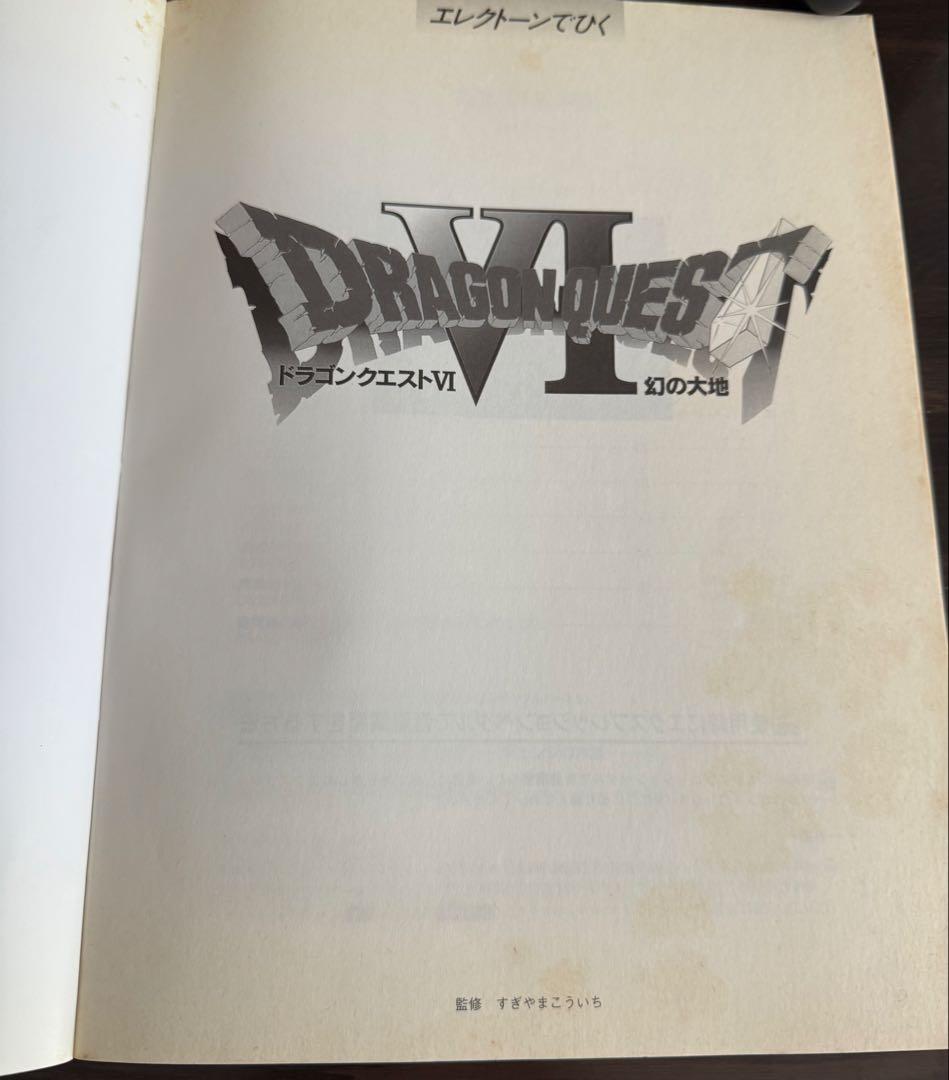 エレクトーンでひく
DRAGON QUEST
VI
ドラゴンクエストVI 幻の大地
監修 すぎやまこういち